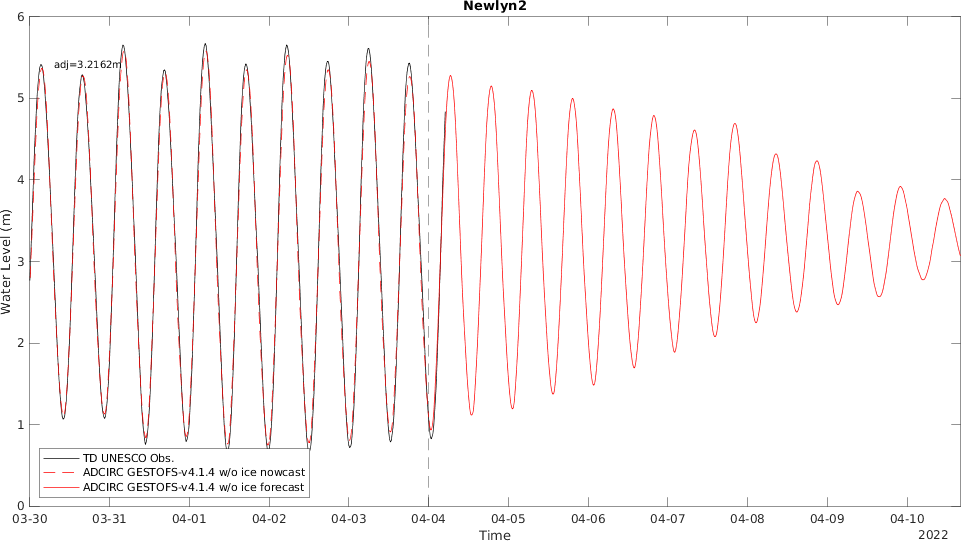 Newlyn2
6
5
4
3
2
1
0
Water Level (m)
adj=3.2162m
TD UNESCO Obs.
ADCIRC GESTOFS-v4.1.4 w/o ice nowcast
ADCIRC GESTOFS-v4.1.4 w/o ice forecast
03-30 03-31 04-01 04-02 04-03 04-04 04-05 04-06 04-07 04-08 04-09 04-10
Time
2022